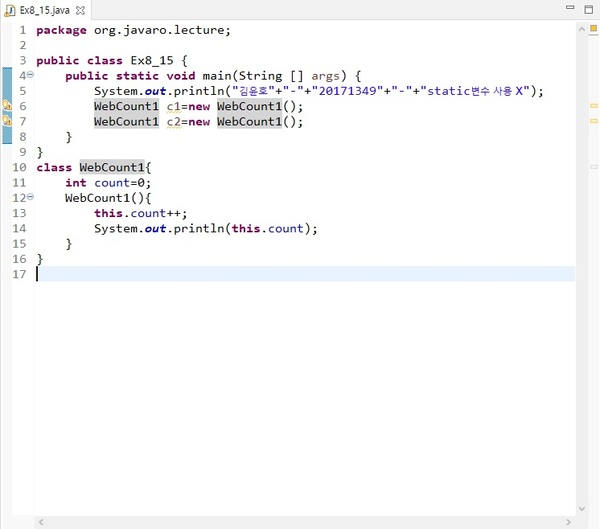 Ex8_15.java
1 package org.javaro.lecture;
2
3 public class Ex8_15 {
4 public static void main(String [] args) {
5 System.out.println("김윤호"+"-"+"20171349"+"-"+"static변수 사용 X");
6 WebCount1 c1=new WebCount1();
7 WebCount1 c2=new WebCount1();
8 }
9 }
10 class WebCount1{
11 int count=0;
12 WebCount1(){
13 this.count++;
14 System.out.println(this.count);
15 }
16 }
17